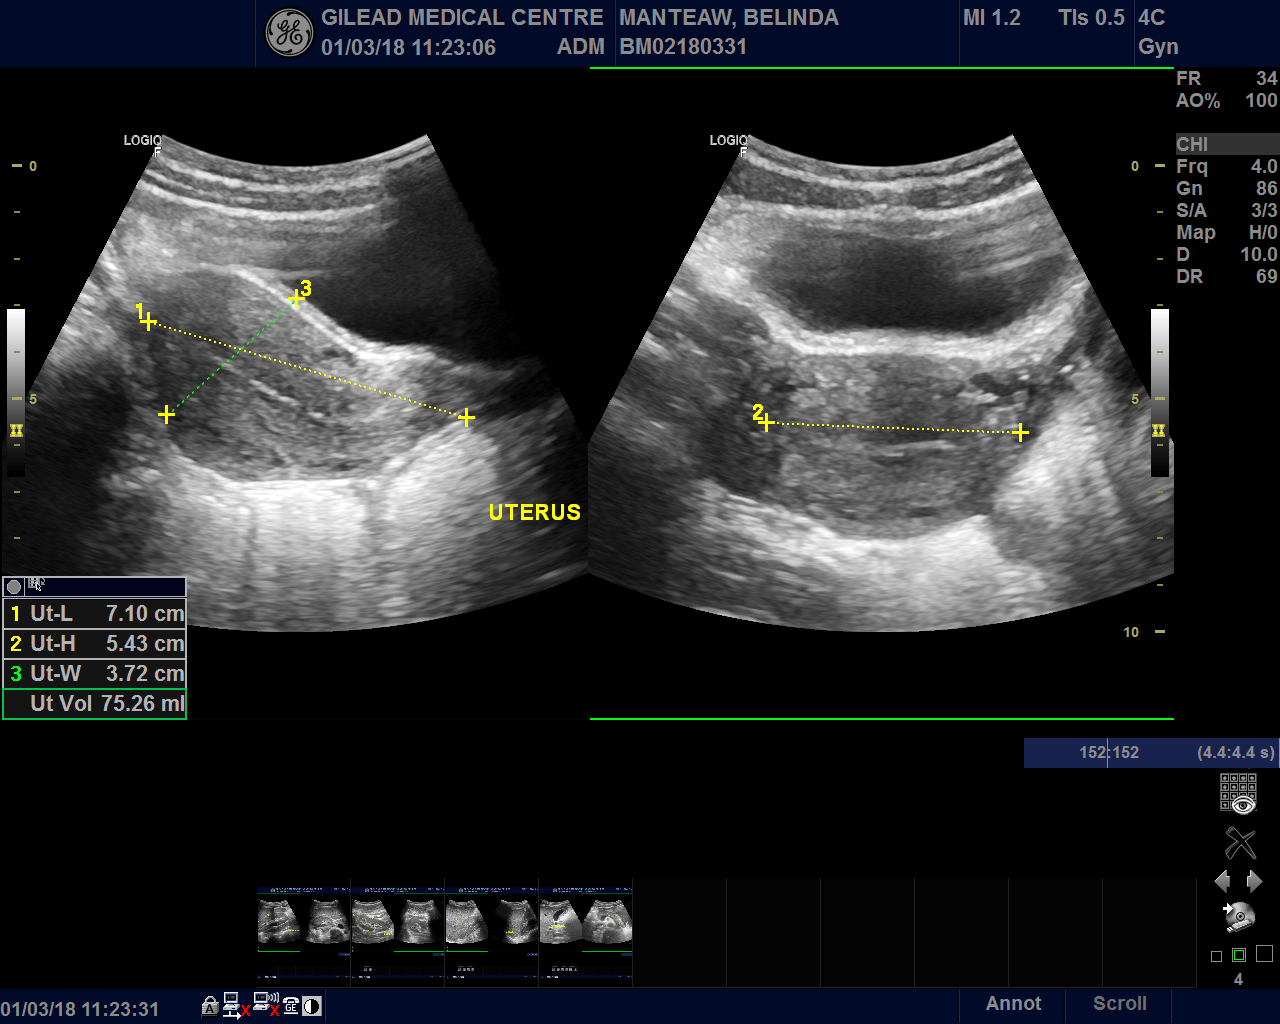 GILEAD MEDICAL CENTRE
01/03/18 11:23:06 ADM
MANTEAW, BELINDA
BM02180331
MI 1.2 TIs 0.5
4C
Gyn
FR 34
AO% 100
CHI
Frq 4.0
Gn 86
S/A 3/3
Map H/0
D 10.0
DR 69
LOGIQ
F
LOGIQ
F
0
5
0
5
10
1
3
2
UTERUS
1 Ut-L 7.10 cm
2 Ut-H 5.43 cm
3 Ut-W 3.72 cm
Ut Vol 75.26 ml
152:152 (4.4:4.4 s)
4
01/03/18 11:23:31
A
GE
Annot
Scroll